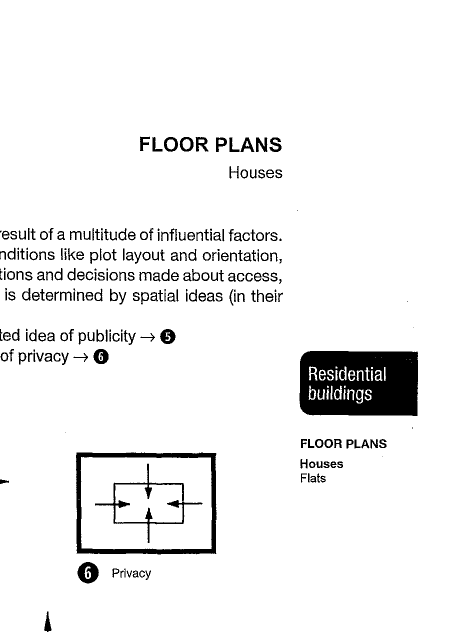 FLOOR PLANS
Houses
result of a multitude of influential factors.
nditions like plot layout and orientation,
tions and decisions made about access,
is determined by spatial ideas (in their
ted idea of publicity → 5
of privacy → 6
Residential
buildings
FLOOR PLANS
Houses
Flats
6 Privacy